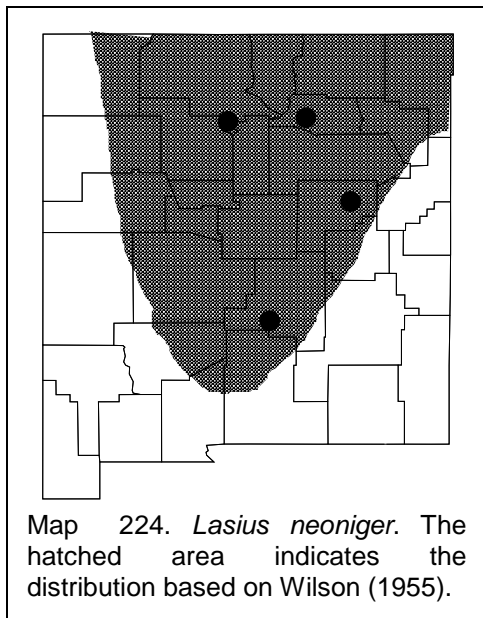 Map 224. Lasius neoniger. The
hatched area indicates the
distribution based on Wilson (1955).